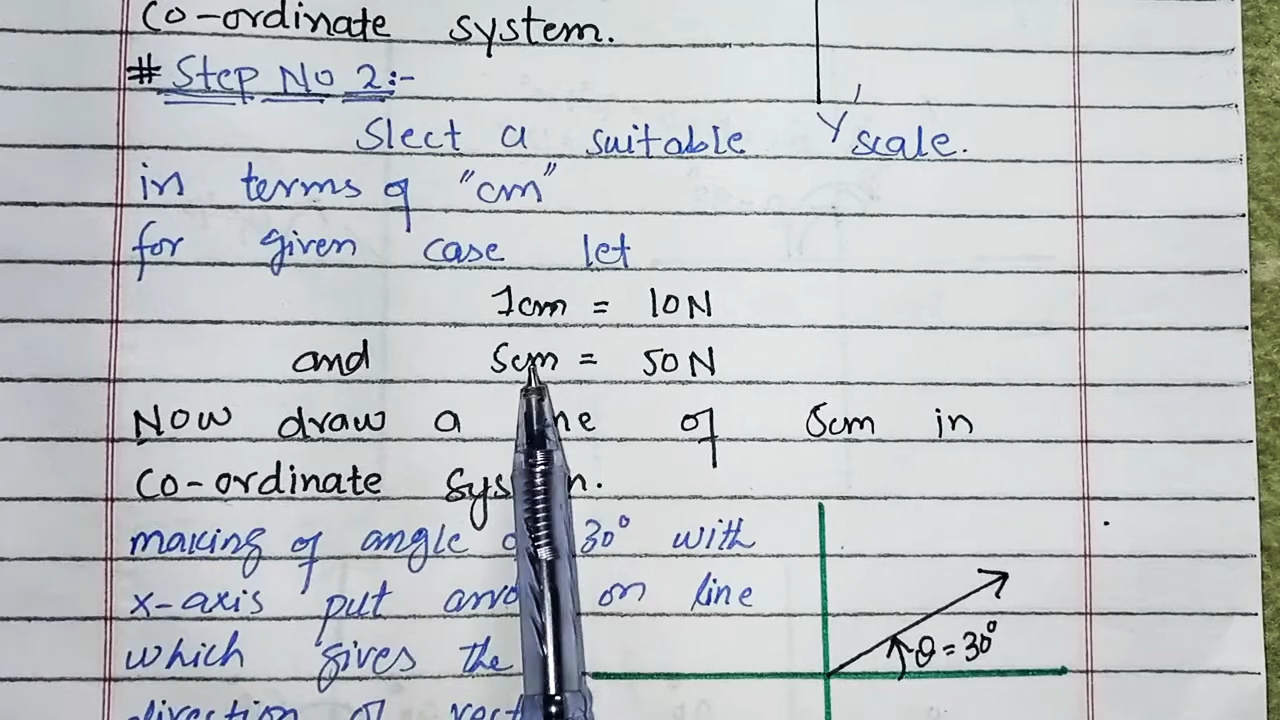 Co-ordinate system.
# Step No 2:-
Y'
Slect a suitable scale.
in terms of "cm"
for given case let
1cm = 10N
and 5cm = 50N
Now draw a of 5cm in
Co-ordinate
making of angle 30° with
x-axis put on line
which gives the
θ = 30°
direction of